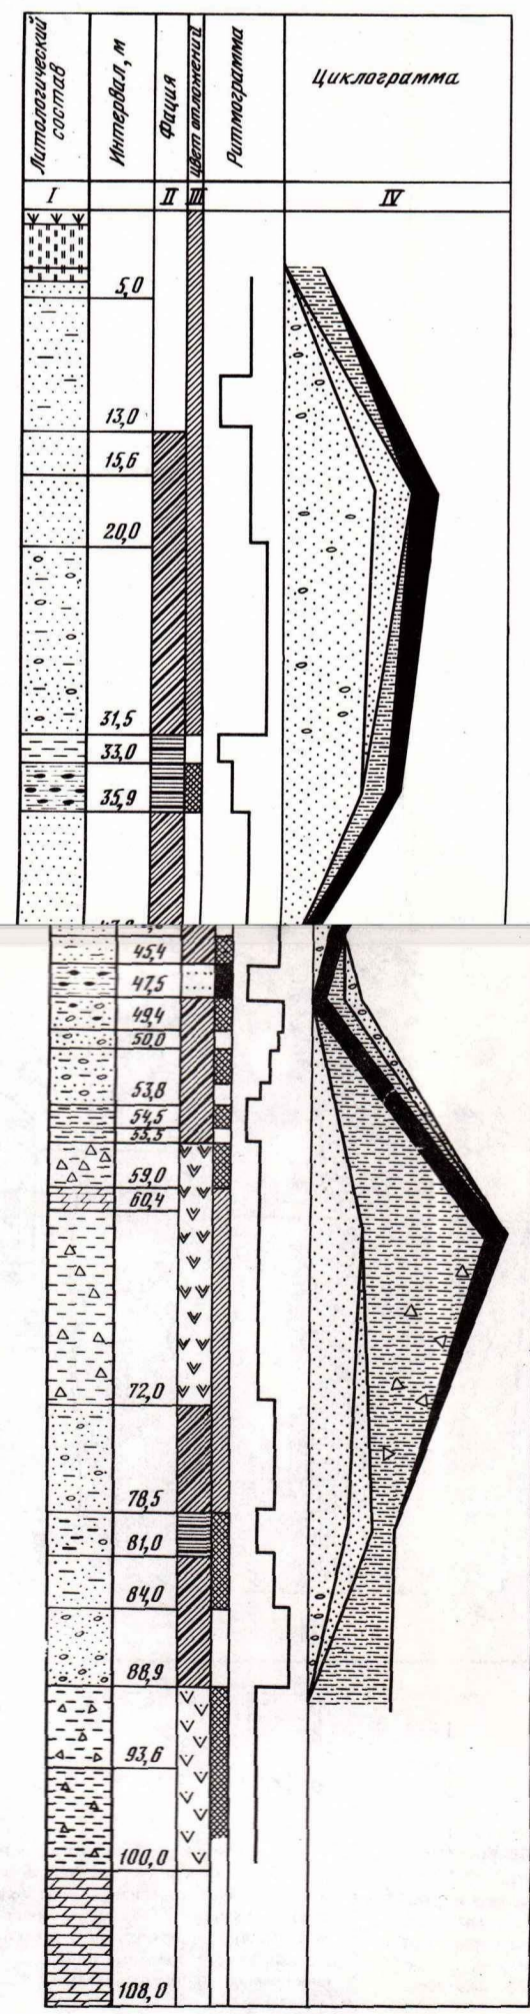 Литологический
состав
Интервал, м
Фация
Цвет отложений
Ритмограмма
Циклограмма
I
II
III
IV
5,0
13,0
15,6
20,0
31,5
33,0
35,9
45,4
47,5
49,4
50,0
53,8
54,5
55,5
59,0
60,4
72,0
78,5
81,0
84,0
88,9
93,6
100,0
108,0